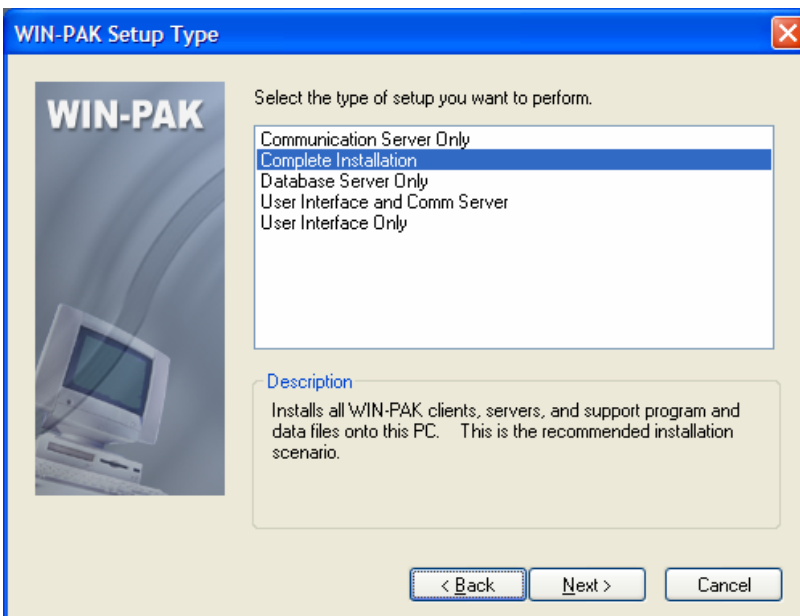 WIN-PAK Setup Type
WIN-PAK
Select the type of setup you want to perform.
Communication Server Only
Complete Installation
Database Server Only
User Interface and Comm Server
User Interface Only
Description
Installs all WIN-PAK clients, servers, and support program and
data files onto this PC. This is the recommended installation
scenario.
< Back
Next >
Cancel